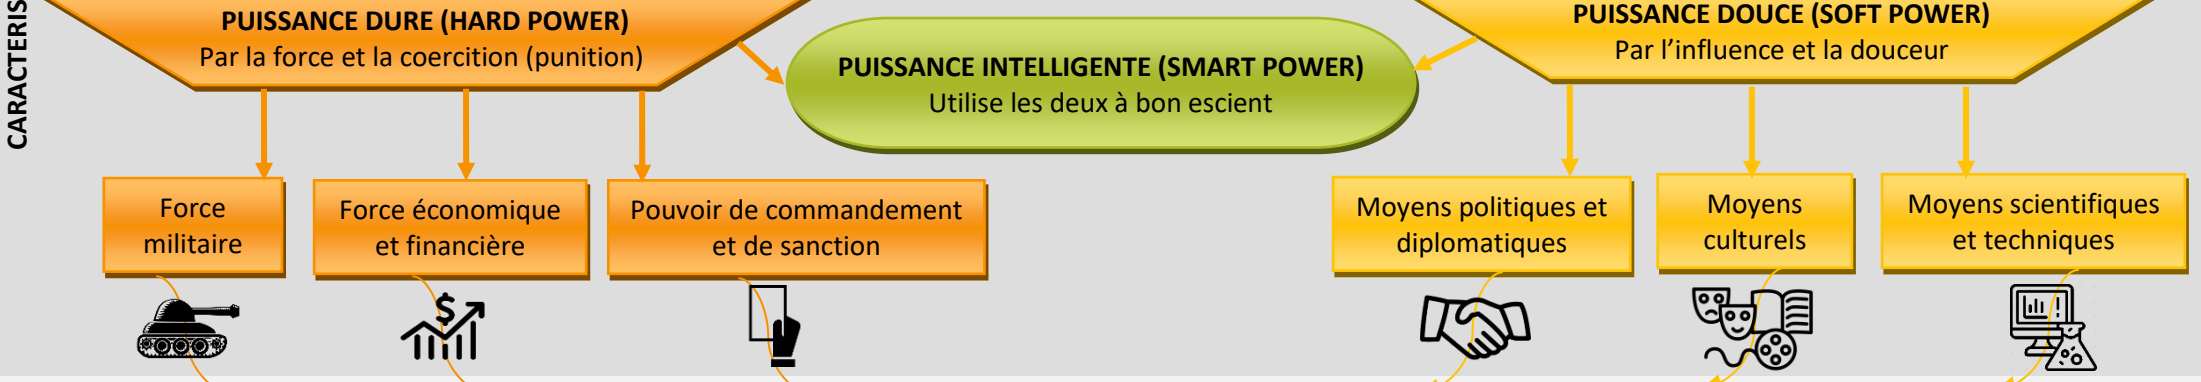 CARACTERIS
PUISSANCE DURE (HARD POWER)
Par la force et la coercition (punition)
PUISSANCE INTELLIGENTE (SMART POWER)
Utilise les deux à bon escient
PUISSANCE DOUCE (SOFT POWER)
Par l’influence et la douceur
Force
militaire
Force économique
et financière
Pouvoir de commandement
et de sanction
Moyens politiques et
diplomatiques
Moyens
culturels
Moyens scientifiques
et techniques
$